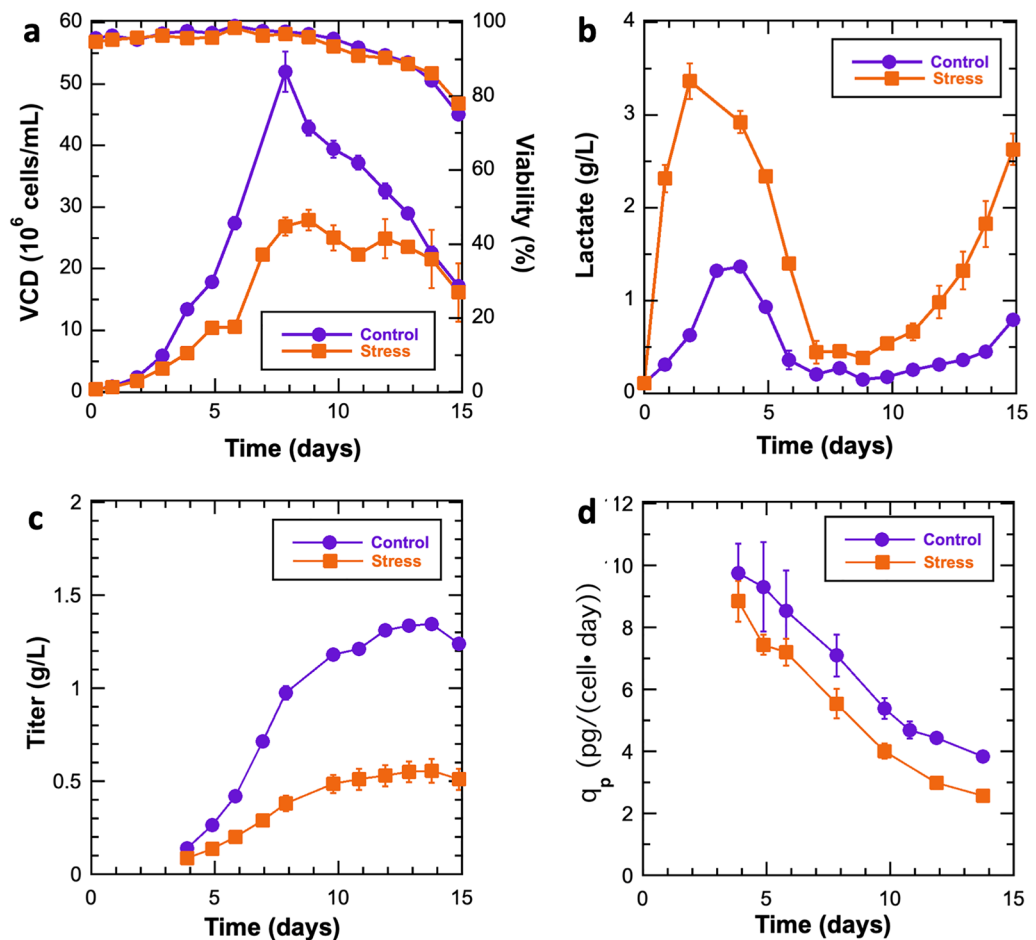 a
VCD (10⁶ cells/mL)
60
50
40
30
20
10
0
100
80
60
40
20
0
Viability (%)
Control
Stress
0 5 10 15
Time (days)
b
Lactate (g/L)
4
3
2
1
0
Control
Stress
0 5 10 15
Time (days)
c
Titer (g/L)
2
1.5
1
0.5
0
Control
Stress
0 5 10 15
Time (days)
d
qₚ (pg/(cell• day))
12
10
8
6
4
2
0
Control
Stress
0 5 10 15
Time (days)